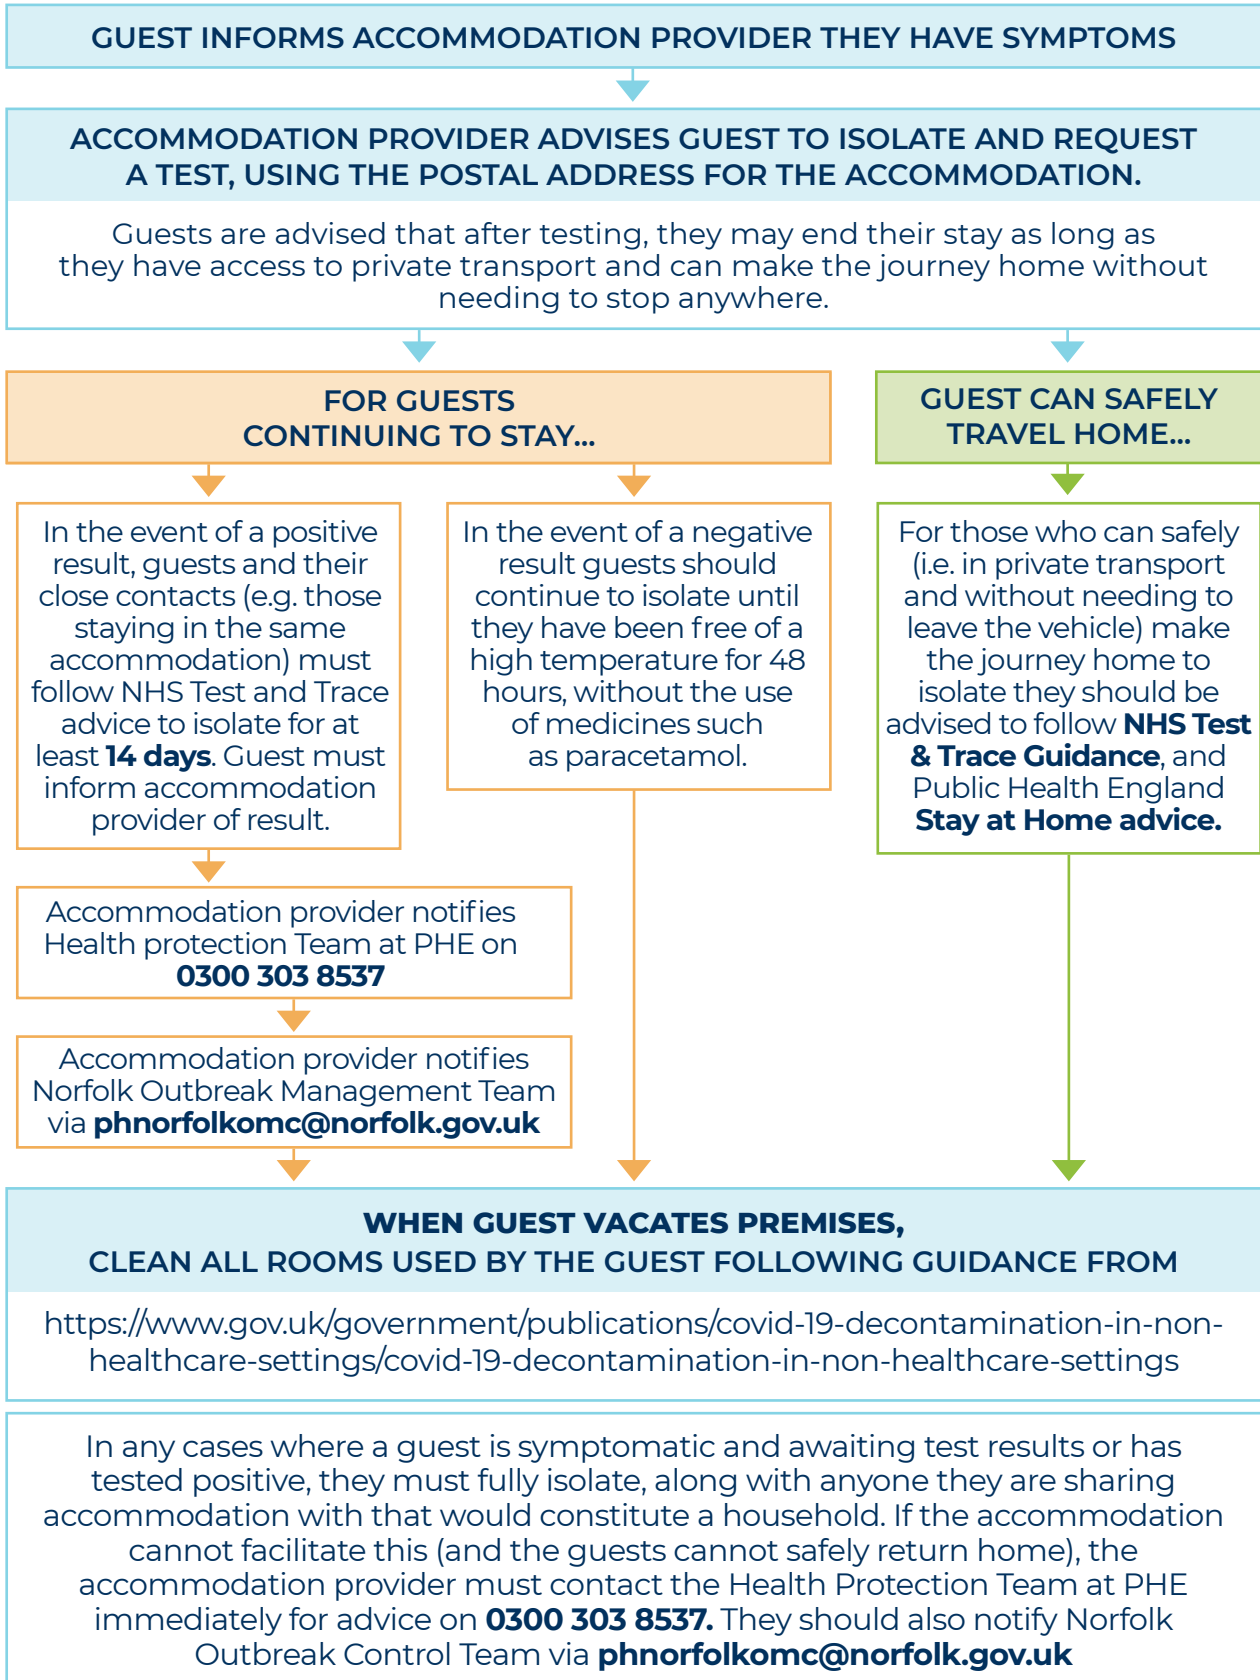 GUEST INFORMS ACCOMMODATION PROVIDER THEY HAVE SYMPTOMS
ACCOMMODATION PROVIDER ADVISES GUEST TO ISOLATE AND REQUEST
A TEST, USING THE POSTAL ADDRESS FOR THE ACCOMMODATION.
Guests are advised that after testing, they may end their stay as long as
they have access to private transport and can make the journey home without
needing to stop anywhere.
FOR GUESTS
CONTINUING TO STAY...
In the event of a positive
result, guests and their
close contacts (e.g. those
staying in the same
accommodation) must
follow NHS Test and Trace
advice to isolate for at
least 14 days. Guest must
inform accommodation
provider of result.
Accommodation provider notifies
Health protection Team at PHE on
0300 303 8537
Accommodation provider notifies
Norfolk Outbreak Management Team
via phnorfolkomc@norfolk.gov.uk
In the event of a negative
result guests should
continue to isolate until
they have been free of a
high temperature for 48
hours, without the use
of medicines such
as paracetamol.
GUEST CAN SAFELY
TRAVEL HOME...
For those who can safely
(i.e. in private transport
and without needing to
leave the vehicle) make
the journey home to
isolate they should be
advised to follow NHS Test
& Trace Guidance, and
Public Health England
Stay at Home advice.
WHEN GUEST VACATES PREMISES,
CLEAN ALL ROOMS USED BY THE GUEST FOLLOWING GUIDANCE FROM
https://www.gov.uk/government/publications/covid-19-decontamination-in-non-
healthcare-settings/covid-19-decontamination-in-non-healthcare-settings
In any cases where a guest is symptomatic and awaiting test results or has
tested positive, they must fully isolate, along with anyone they are sharing
accommodation with that would constitute a household. If the accommodation
cannot facilitate this (and the guests cannot safely return home), the
accommodation provider must contact the Health Protection Team at PHE
immediately for advice on 0300 303 8537. They should also notify Norfolk
Outbreak Control Team via phnorfolkomc@norfolk.gov.uk